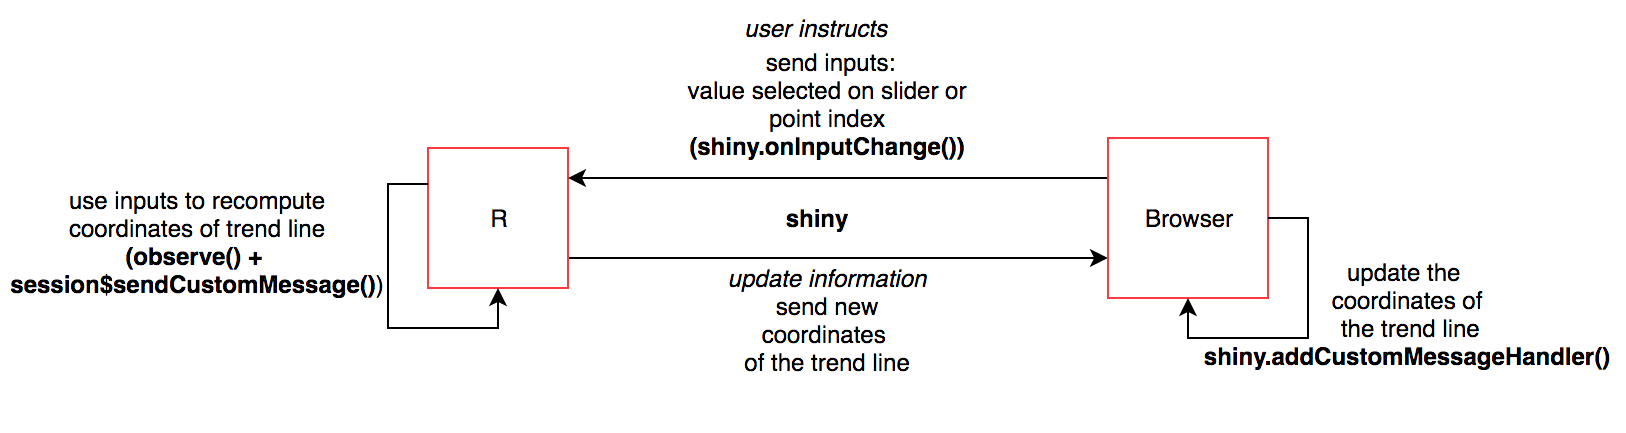 user instructs
send inputs:
value selected on slider or
point index
(shiny.onInputChange())
use inputs to recompute
coordinates of trend line
(observe() +
session$sendCustomMessage())
R
shiny
Browser
update information
send new
coordinates
of the trend line
update the
coordinates of
the trend line
shiny.addCustomMessageHandler()